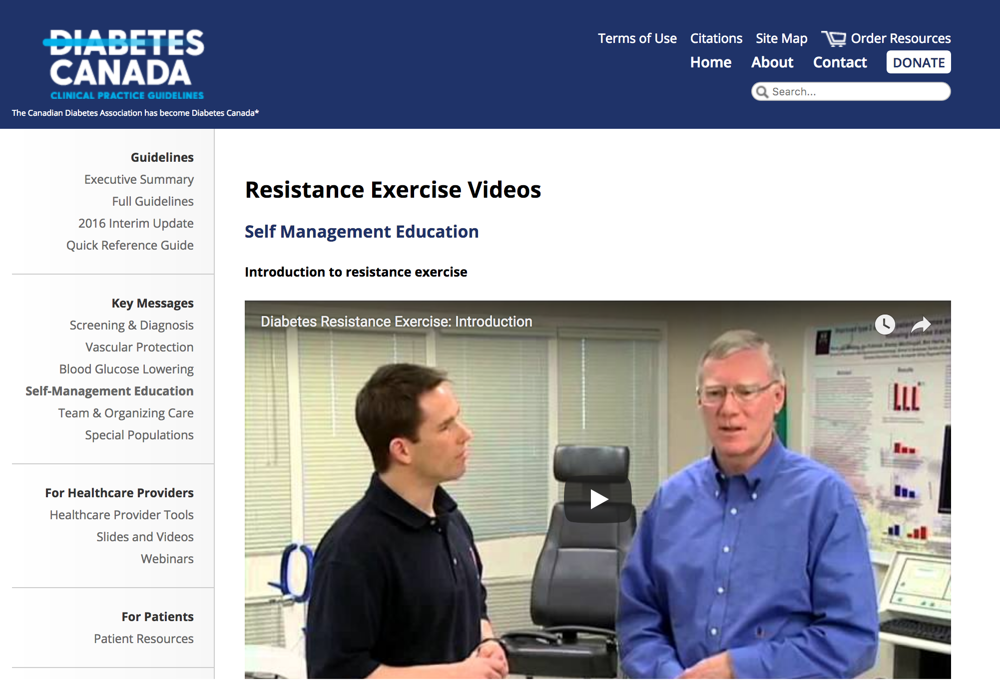 DIABETES
CANADA
CLINICAL PRACTICE GUIDELINES
The Canadian Diabetes Association has become Diabetes Canada*
Terms of Use Citations Site Map Order Resources
Home About Contact DONATE
Search...
Guidelines
Executive Summary
Full Guidelines
2016 Interim Update
Quick Reference Guide
Key Messages
Screening & Diagnosis
Vascular Protection
Blood Glucose Lowering
Self-Management Education
Team & Organizing Care
Special Populations
For Healthcare Providers
Healthcare Provider Tools
Slides and Videos
Webinars
For Patients
Patient Resources
Resistance Exercise Videos
Self Management Education
Introduction to resistance exercise
Diabetes Resistance Exercise: Introduction
Results